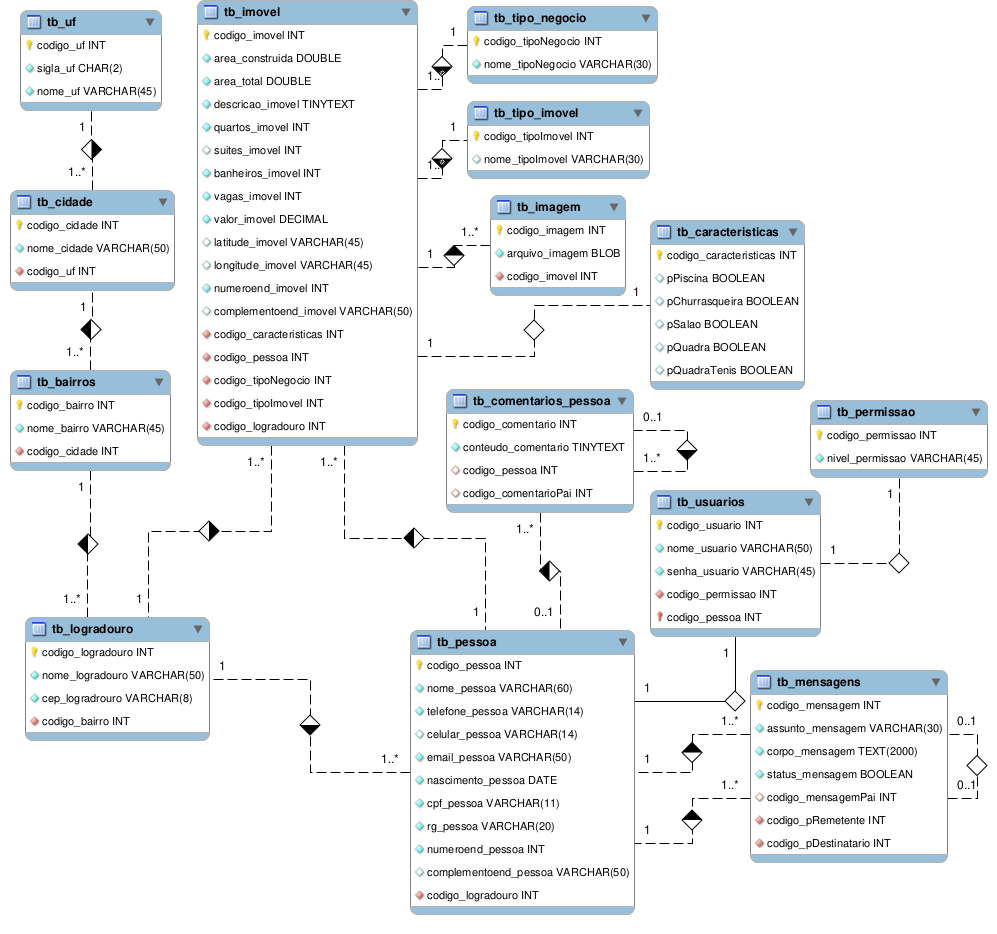 tb_uf
codigo_uf INT
sigla_uf CHAR(2)
nome_uf VARCHAR(45)
1
1..*
tb_cidade
codigo_cidade INT
nome_cidade VARCHAR(50)
codigo_uf INT
1
1..*
tb_bairros
codigo_bairro INT
nome_bairro VARCHAR(45)
codigo_cidade INT
1
1..*
tb_logradouro
codigo_logradouro INT
nome_logradouro VARCHAR(50)
cep_logradrouro VARCHAR(8)
codigo_bairro INT
tb_imovel
codigo_imovel INT
area_construida DOUBLE
area_total DOUBLE
descricao_imovel TINYTEXT
quartos_imovel INT
suites_imovel INT
banheiros_imovel INT
vagas_imovel INT
valor_imovel DECIMAL
latitude_imovel VARCHAR(45)
longitude_imovel VARCHAR(45)
numeroend_imovel INT
complementoend_imovel VARCHAR(50)
codigo_caracteristicas INT
codigo_pessoa INT
codigo_tipoNegocio INT
codigo_tipoImovel INT
codigo_logradouro INT
1..*
1..*
1
1
1
1..*
tb_tipo_negocio
codigo_tipoNegocio INT
nome_tipoNegocio VARCHAR(30)
1
1..
tb_tipo_imovel
codigo_tipoImovel INT
nome_tipoImovel VARCHAR(30)
1
1..
tb_imagem
codigo_imagem INT
arquivo_imagem BLOB
codigo_imovel INT
1..*
1
tb_caracteristicas
codigo_caracteristicas INT
pPiscina BOOLEAN
pChurrasqueira BOOLEAN
pSalao BOOLEAN
pQuadra BOOLEAN
pQuadraTenis BOOLEAN
1
1
tb_comentarios_pessoa
codigo_comentario INT
conteudo_comentario TINYTEXT
codigo_pessoa INT
codigo_comentarioPai INT
0..1
1..*
1..*
0..1
tb_permissao
codigo_permissao INT
nivel_permissao VARCHAR(45)
1
1
tb_usuarios
codigo_usuario INT
nome_usuario VARCHAR(50)
senha_usuario VARCHAR(45)
codigo_permissao INT
codigo_pessoa INT
1
1
tb_pessoa
codigo_pessoa INT
nome_pessoa VARCHAR(60)
telefone_pessoa VARCHAR(14)
celular_pessoa VARCHAR(14)
email_pessoa VARCHAR(50)
nascimento_pessoa DATE
cpf_pessoa VARCHAR(11)
rg_pessoa VARCHAR(20)
numeroend_pessoa INT
complementoend_pessoa VARCHAR(50)
codigo_logradouro INT
1..*
1
1..*
1
tb_mensagens
codigo_mensagem INT
assunto_mensagem VARCHAR(30)
corpo_mensagem TEXT(2000)
status_mensagem BOOLEAN
codigo_mensagemPai INT
codigo_pRemetente INT
codigo_pDestinatario INT
0..1
0..1